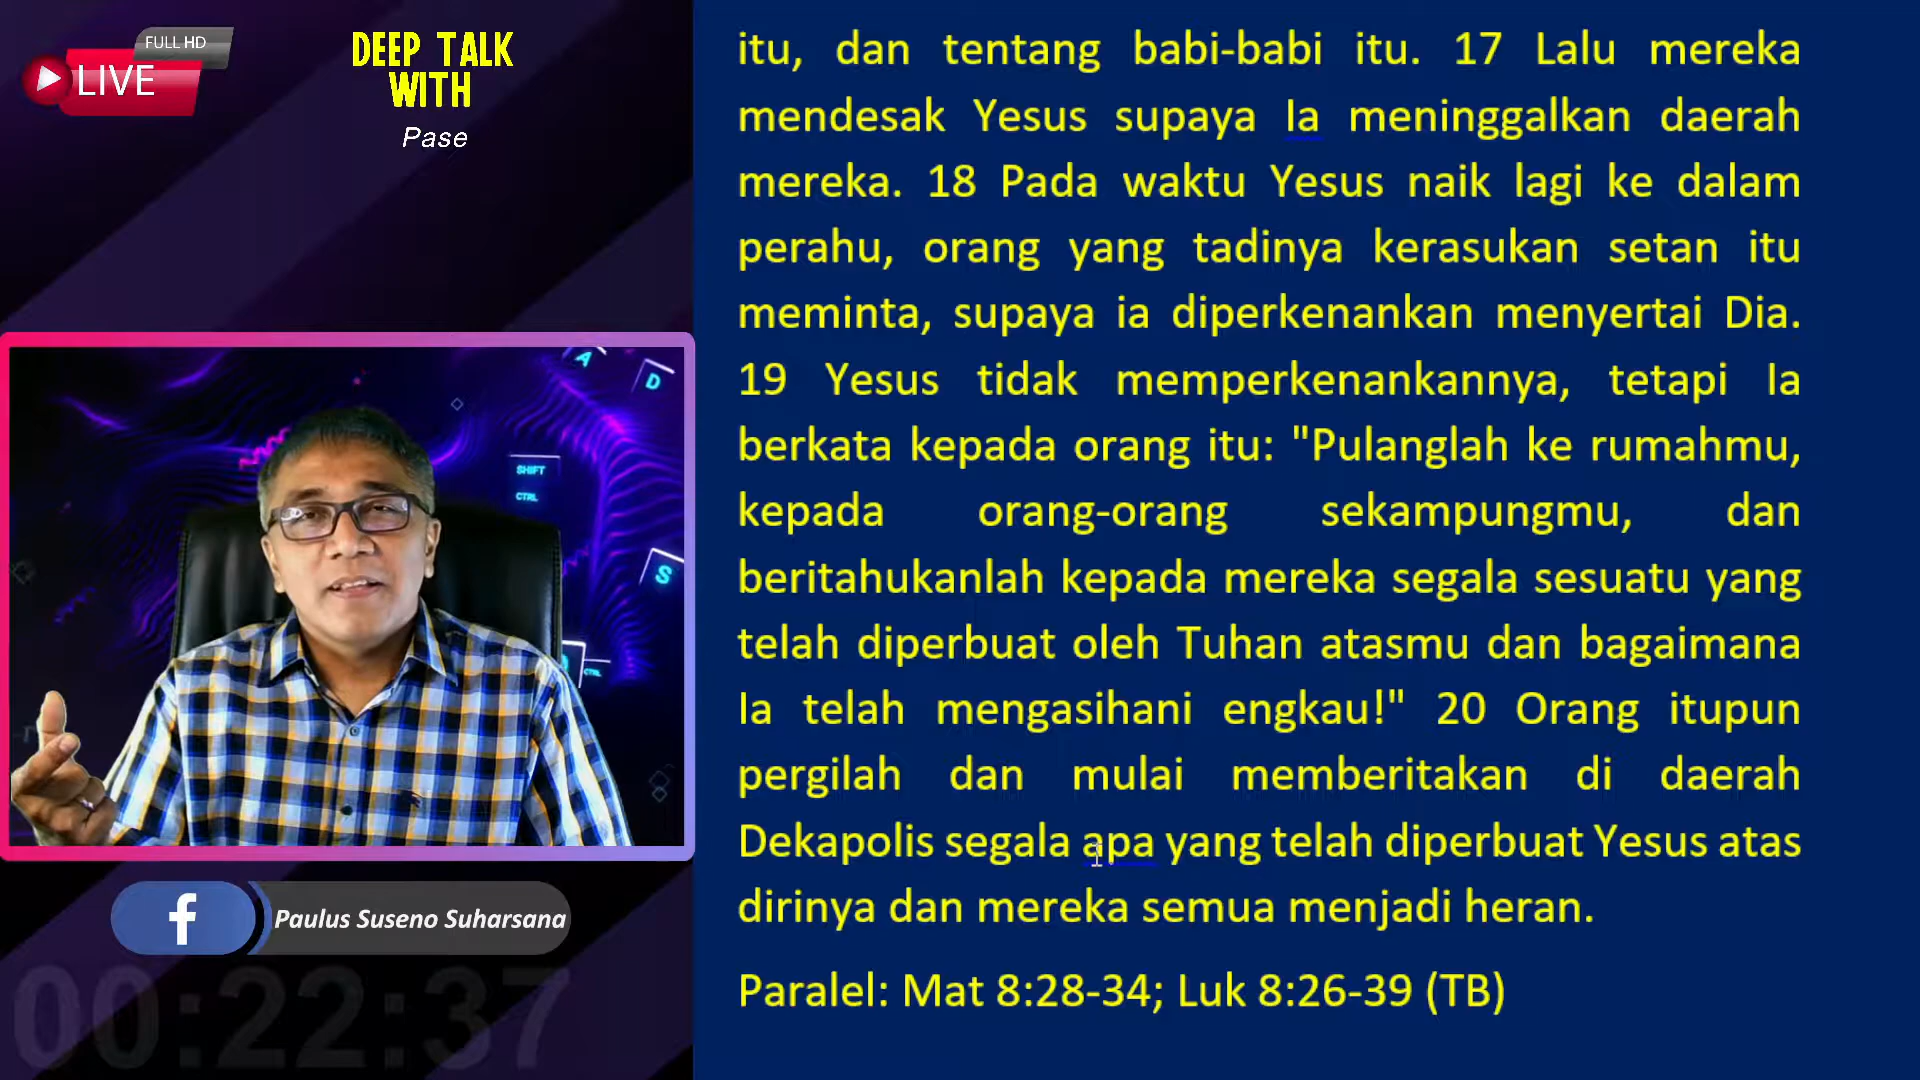 FULL HD
LIVE
DEEP TALK
WITH
Pase
A
D
SHIFT
CTRL
S
CTRL
Paulus Suseno Suharsana
00:22:37
itu, dan tentang babi-babi itu. 17 Lalu mereka
mendesak Yesus supaya Ia meninggalkan daerah
mereka. 18 Pada waktu Yesus naik lagi ke dalam
perahu, orang yang tadinya kerasukan setan itu
meminta, supaya ia diperkenankan menyertai Dia.
19 Yesus tidak memperkenankannya, tetapi Ia
berkata kepada orang itu: "Pulanglah ke rumahmu,
kepada orang-orang sekampungmu, dan
beritahukanlah kepada mereka segala sesuatu yang
telah diperbuat oleh Tuhan atasmu dan bagaimana
Ia telah mengasihani engkau!" 20 Orang itupun
pergilah dan mulai memberitakan di daerah
Dekapolis segala apa yang telah diperbuat Yesus atas
dirinya dan mereka semua menjadi heran.
Paralel: Mat 8:28-34; Luk 8:26-39 (TB)